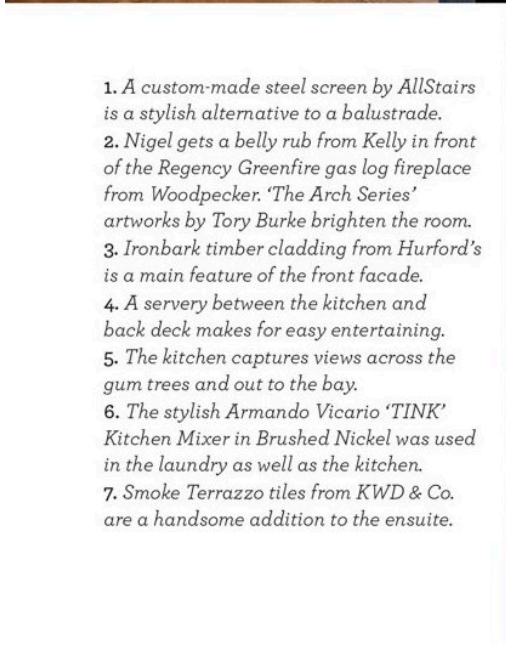 1. A custom-made steel screen by AllStairs
is a stylish alternative to a balustrade.
2. Nigel gets a belly rub from Kelly in front
of the Regency Greenfire gas log fireplace
from Woodpecker. ‘The Arch Series’
artworks by Tory Burke brighten the room.
3. Ironbark timber cladding from Hurford’s
is a main feature of the front facade.
4. A servery between the kitchen and
back deck makes for easy entertaining.
5. The kitchen captures views across the
gum trees and out to the bay.
6. The stylish Armando Vicario ‘TINK’
Kitchen Mixer in Brushed Nickel was used
in the laundry as well as the kitchen.
7. Smoke Terrazzo tiles from KWD & Co.
are a handsome addition to the ensuite.